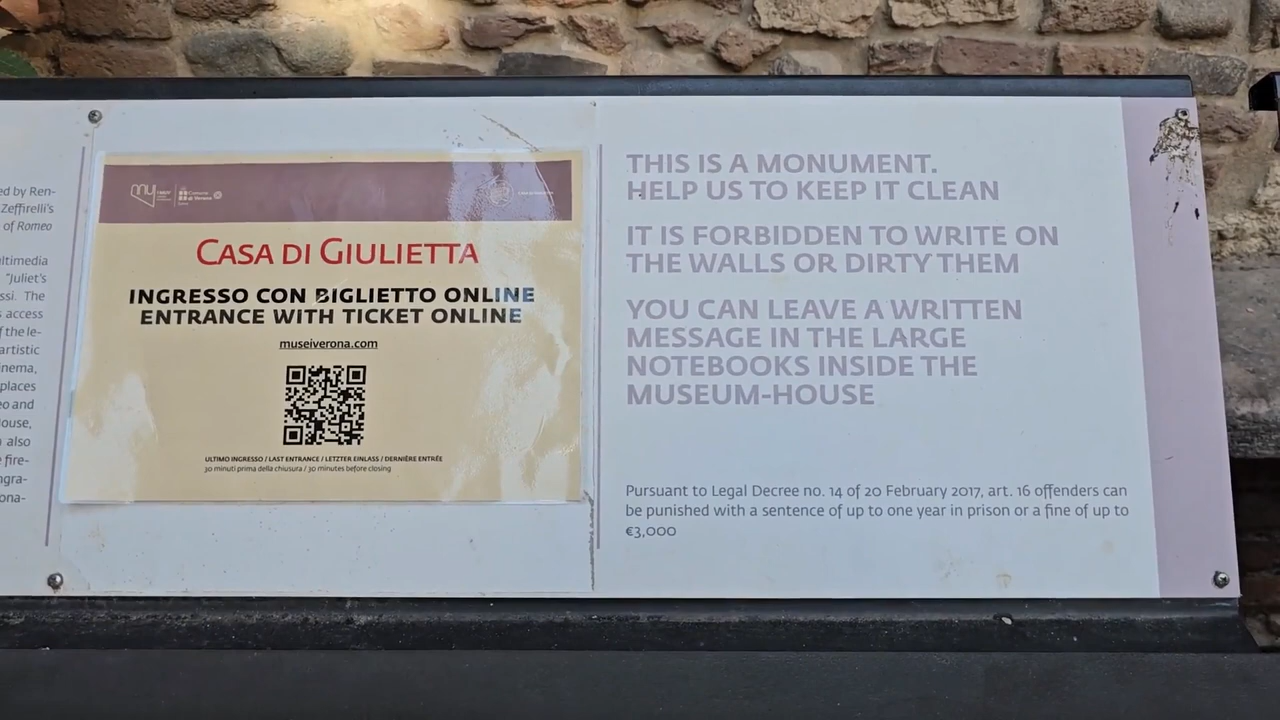 ed by Ren-
Zeffirelli's
of Romeo
ultimedia
"Juliet's
ssi. The
s access
f the le-
artistic
inema,
places
eo and
House,
also
fire-
ngra-
ona-
Comune
di Verona
CASA DI GIULIETTA
INGRESSO CON BIGLIETTO ONLINE
ENTRANCE WITH TICKET ONLINE
museiverona.com
ULTIMO INGRESSO / LAST ENTRANCE / LETZTER EINLASS / DERNIÈRE ENTRÉE
30 minuti prima della chiusura / 30 minutes before closing
THIS IS A MONUMENT.
HELP US TO KEEP IT CLEAN
IT IS FORBIDDEN TO WRITE ON
THE WALLS OR DIRTY THEM
YOU CAN LEAVE A WRITTEN
MESSAGE IN THE LARGE
NOTEBOOKS INSIDE THE
MUSEUM-HOUSE
Pursuant to Legal Decree no. 14 of 20 February 2017, art. 16 offenders can
be punished with a sentence of up to one year in prison or a fine of up to
€3,000